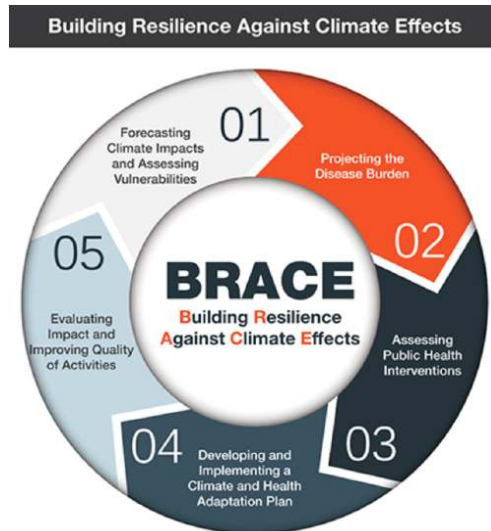 Building Resilience Against Climate Effects
01
Forecasting
Climate Impacts
and Assessing
Vulnerabilities
Projecting the
Disease Burden
02
Assessing
Public Health
Interventions
03
04
Developing and
Implementing a
Climate and Health
Adaptation Plan
05
Evaluating
Impact and
Improving Quality
of Activities
BRACE
Building Resilience
Against Climate Effects